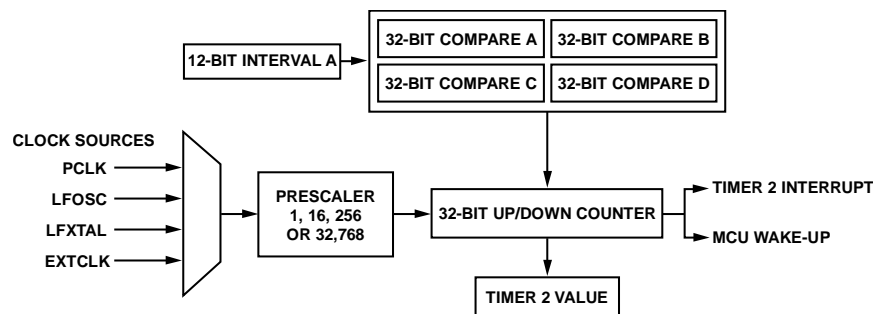 32-BIT COMPARE A
32-BIT COMPARE B
12-BIT INTERVAL A
32-BIT COMPARE C
32-BIT COMPARE D
CLOCK SOURCES
PCLK
LFOSC
LFXTAL
EXTCLK
PRESCALER
1, 16, 256
OR 32,768
32-BIT UP/DOWN COUNTER
TIMER 2 INTERRUPT
MCU WAKE-UP
TIMER 2 VALUE